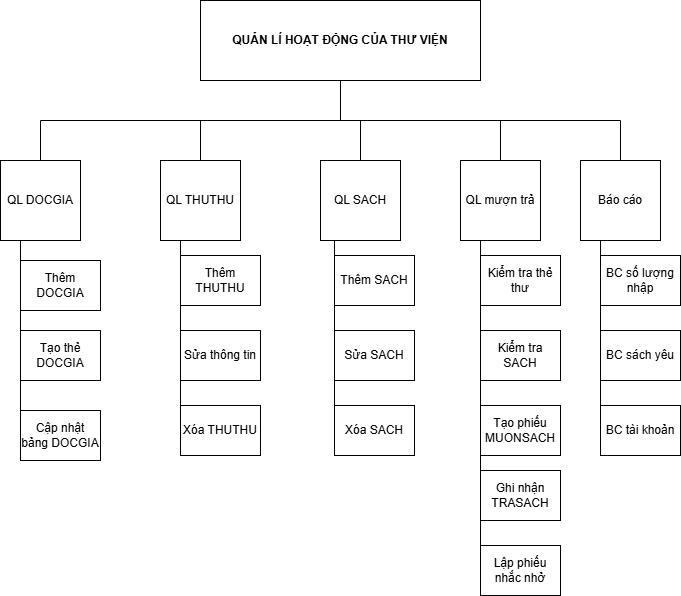 QUẢN LÍ HOẠT ĐỘNG CỦA THƯ VIỆN
QL DOCGIA
QL THUTHU
QL SACH
QL mượn trả
Báo cáo
Thêm
DOCGIA
Tạo thẻ
DOCGIA
Cập nhật
bảng DOCGIA
Thêm
THUTHU
Sửa thông tin
Xóa THUTHU
Thêm SACH
Sửa SACH
Xóa SACH
Kiểm tra thẻ
thư
Kiểm tra
SACH
Tạo phiếu
MUONSACH
Ghi nhận
TRASACH
Lập phiếu
nhắc nhở
BC số lượng
nhập
BC sách yêu
BC tài khoản